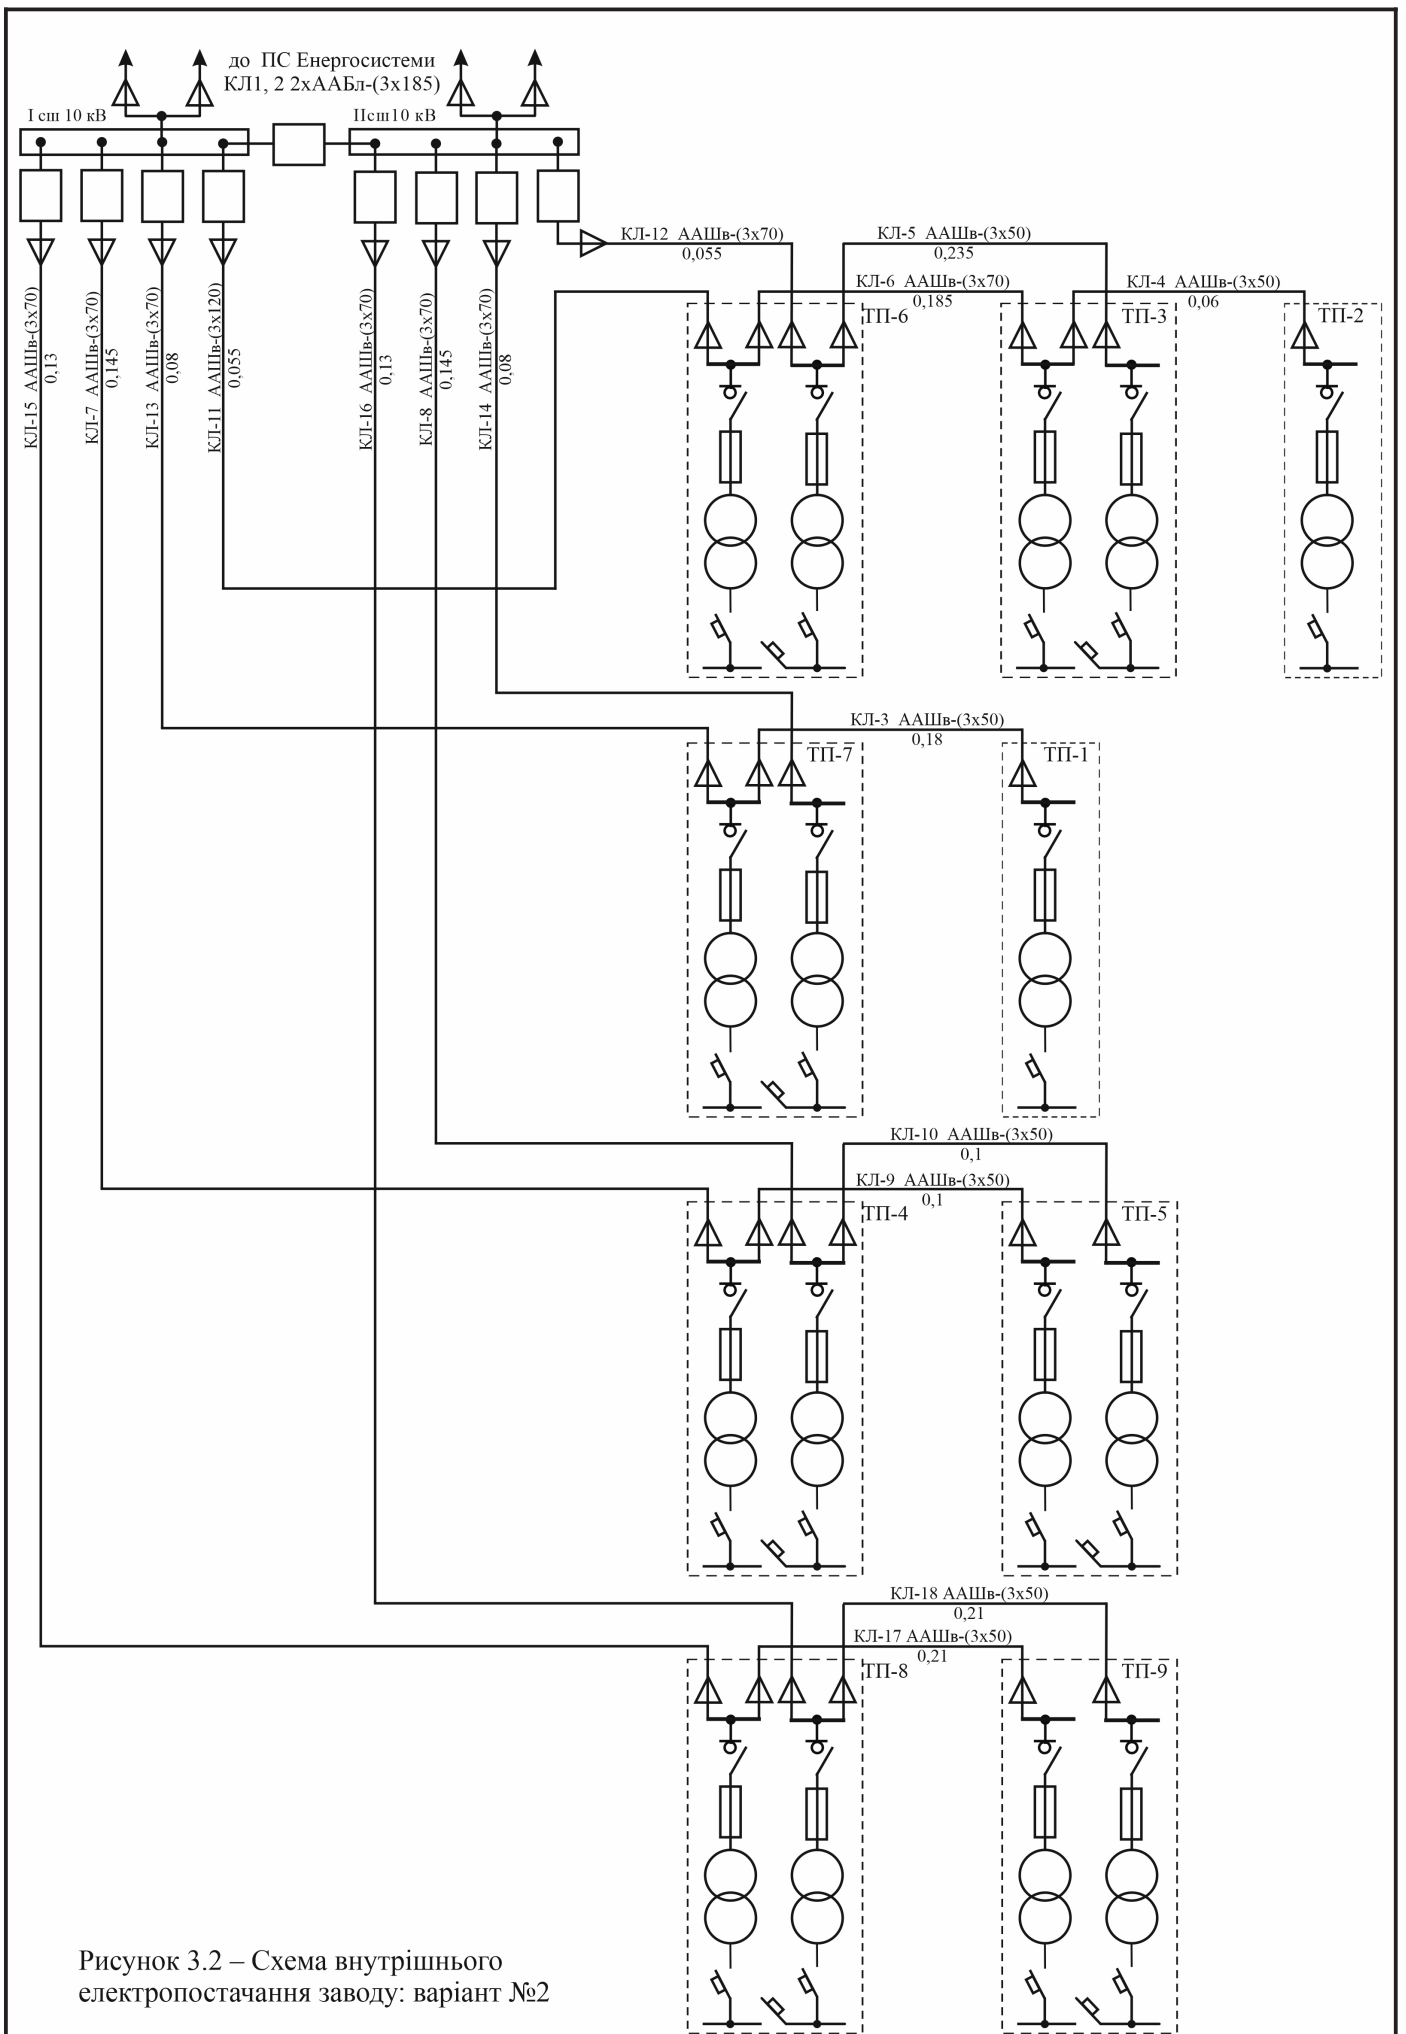 до ПС Енергосистеми
КЛ1, 2 2хААБл-(3х185)
I сш 10 кВ
IIсш10 кВ
КЛ-12 ААШв-(3х70)
0,055
КЛ-5 ААШв-(3х50)
0,235
КЛ-6 ААШв-(3х70)
0,185
КЛ-4 ААШв-(3х50)
0,06
ТП-6
ТП-3
ТП-2
КЛ-15 ААШв-(3х70)
0,13
КЛ-7 ААШв-(3х70)
0,145
КЛ-13 ААШв-(3х70)
0,08
КЛ-11 ААШв-(3х120)
0,055
КЛ-16 ААШв-(3х70)
0,13
КЛ-8 ААШв-(3х70)
0,145
КЛ-14 ААШв-(3х70)
0,08
КЛ-3 ААШв-(3х50)
0,18
ТП-7
ТП-1
КЛ-10 ААШв-(3х50)
0,1
КЛ-9 ААШв-(3х50)
0,1
ТП-4
ТП-5
КЛ-18 ААШв-(3х50)
0,21
КЛ-17 ААШв-(3х50)
0,21
ТП-8
ТП-9
Рисунок 3.2 – Схема внутрішнього
електропостачання заводу: варіант №2